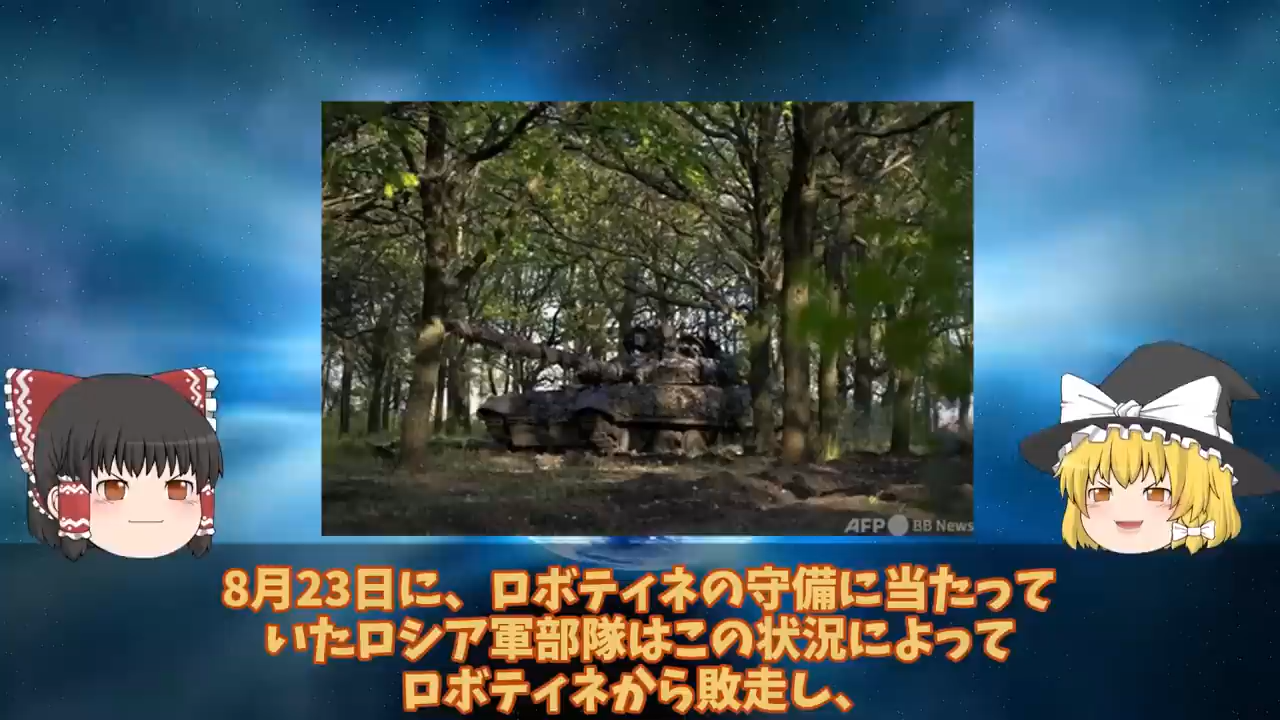 AFP BB News
8月23日に、ロボティネの守備に当たって
いたロシア軍部隊はこの状況によって
ロボティネから敗走し、